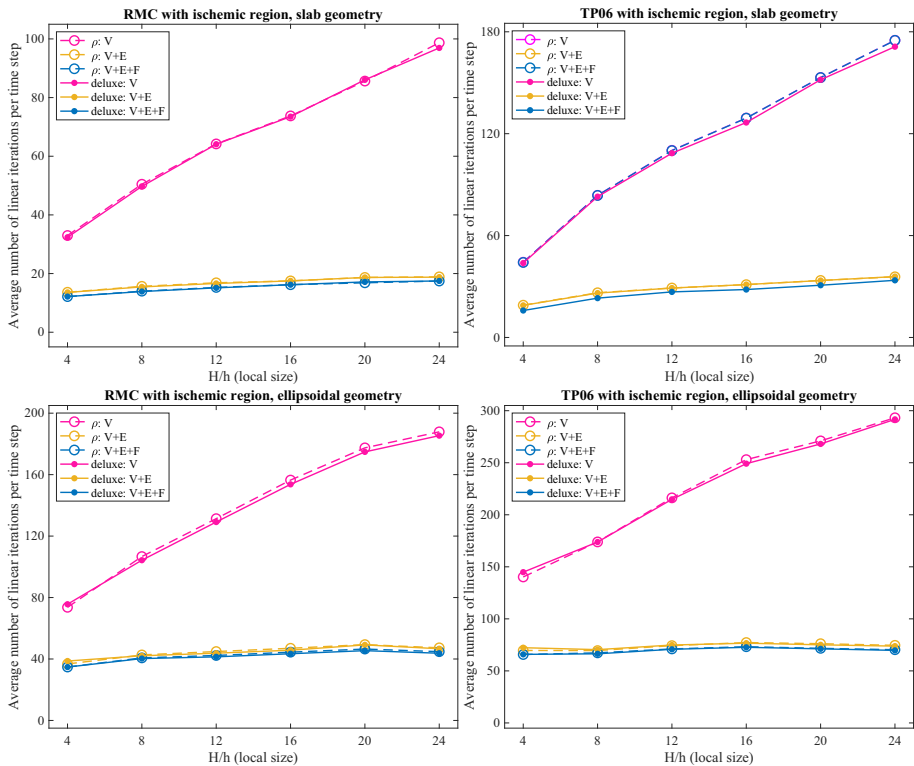 RMC with ischemic region, slab geometry
ρ: V
ρ: V+E
ρ: V+E+F
deluxe: V
deluxe: V+E
deluxe: V+E+F
Average number of linear iterations per time step
100
80
60
40
20
0
4 8 12 16 20 24
H/h (local size)
TP06 with ischemic region, slab geometry
ρ: V
ρ: V+E
ρ: V+E+F
deluxe: V
deluxe: V+E
deluxe: V+E+F
Average number of linear iterations per time step
180
120
60
0
4 8 12 16 20 24
H/h (local size)
RMC with ischemic region, ellipsoidal geometry
ρ: V
ρ: V+E
ρ: V+E+F
deluxe: V
deluxe: V+E
deluxe: V+E+F
Average number of linear iterations per time step
200
160
120
80
40
0
4 8 12 16 20 24
H/h (local size)
TP06 with ischemic region, ellipsoidal geometry
ρ: V
ρ: V+E
ρ: V+E+F
deluxe: V
deluxe: V+E
deluxe: V+E+F
Average number of linear iterations per time step
300
250
200
150
100
50
0
4 8 12 16 20 24
H/h (local size)